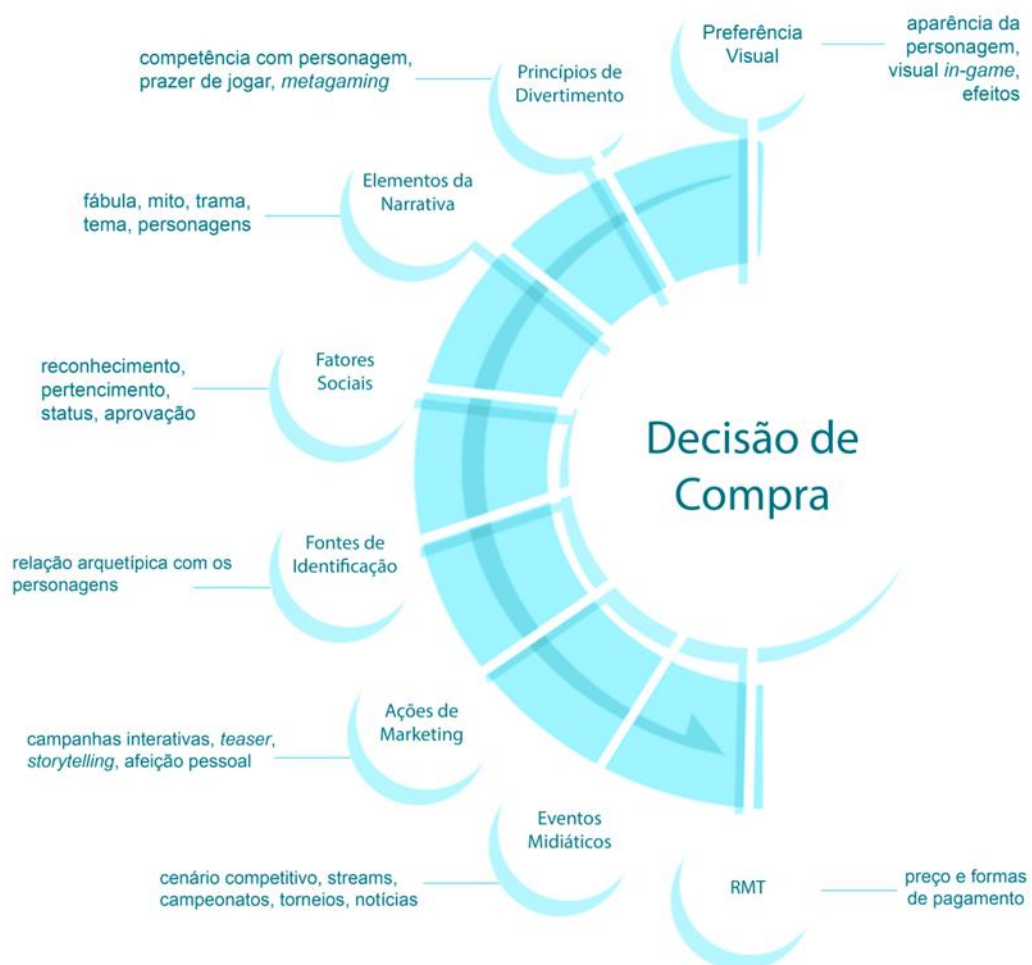 Preferência
Visual
aparência da
personagem,
visual in-game,
efeitos
competência com personagem,
prazer de jogar, metagaming
Princípios de
Divertimento
Elementos da
Narrativa
fábula, mito, trama,
tema, personagens
Fatores
Sociais
reconhecimento,
pertencimento,
status, aprovação
Decisão de
Compra
Fontes de
Identificação
relação arquetípica com os
personagens
Ações de
Marketing
campanhas interativas, teaser,
storytelling, afeição pessoal
Eventos
Midiáticos
cenário competitivo, streams,
campeonatos, torneios, notícias
RMT
preço e formas
de pagamento